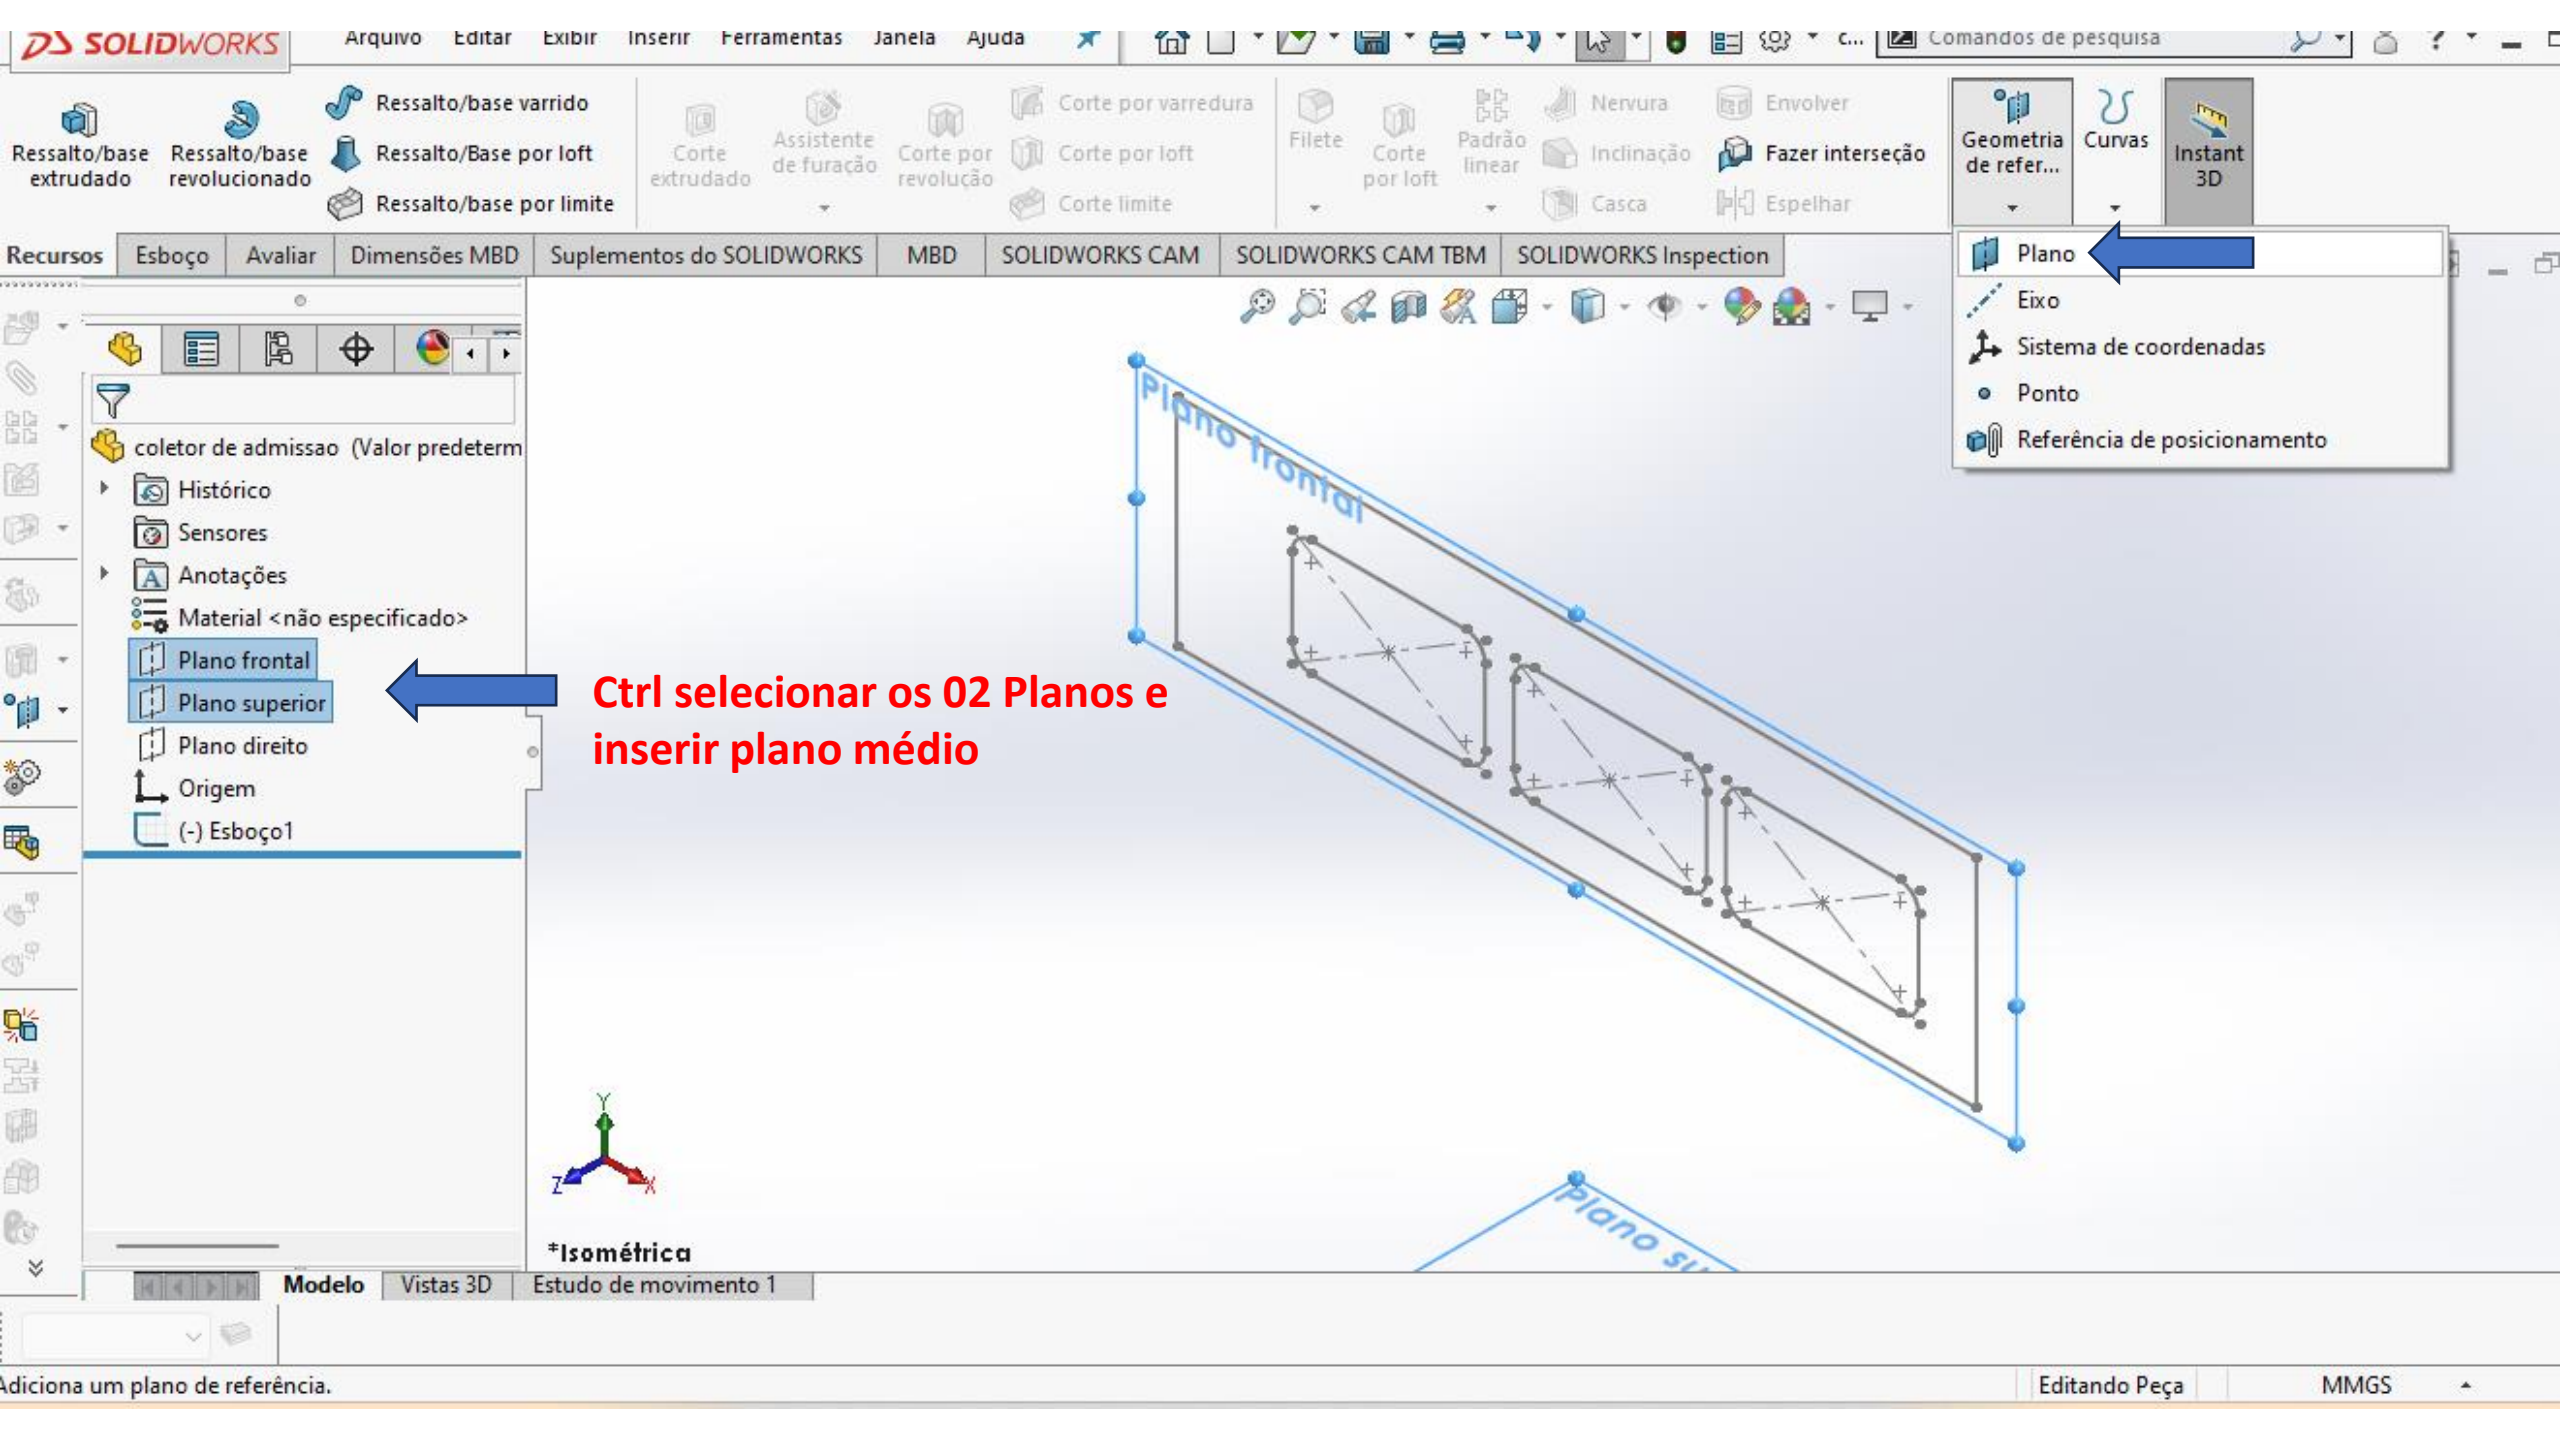 SOLIDWORKS Arquivo Editar Exibir Inserir Ferramentas Janela Ajuda c... Comandos de pesquisa ?
Ressalto/base extrudado
Ressalto/base revolucionado
Ressalto/base varrido
Ressalto/Base por loft
Ressalto/base por limite
Corte extrudado
Assistente de furação
Corte por revolução
Corte por varredura
Corte por loft
Corte limite
Filete
Corte por loft
Padrão linear
Nervura
Inclinação
Casca
Envolver
Fazer interseção
Espelhar
Geometria de refer...
Curvas
Instant 3D
Recursos Esboço Avaliar Dimensões MBD Suplementos do SOLIDWORKS MBD SOLIDWORKS CAM SOLIDWORKS CAM TBM SOLIDWORKS Inspection
Plano
Eixo
Sistema de coordenadas
Ponto
Referência de posicionamento
coletor de admissao (Valor predeterm
Histórico
Sensores
A Anotações
Material <não especificado>
Plano frontal
Plano superior
Plano direito
Origem
(-) Esboço1
Ctrl selecionar os 02 Planos e
inserir plano médio
Plano frontal
Plano su
Y
Z
X
*Isométrica
Modelo Vistas 3D Estudo de movimento 1
Adiciona um plano de referência.
Editando Peça MMGS